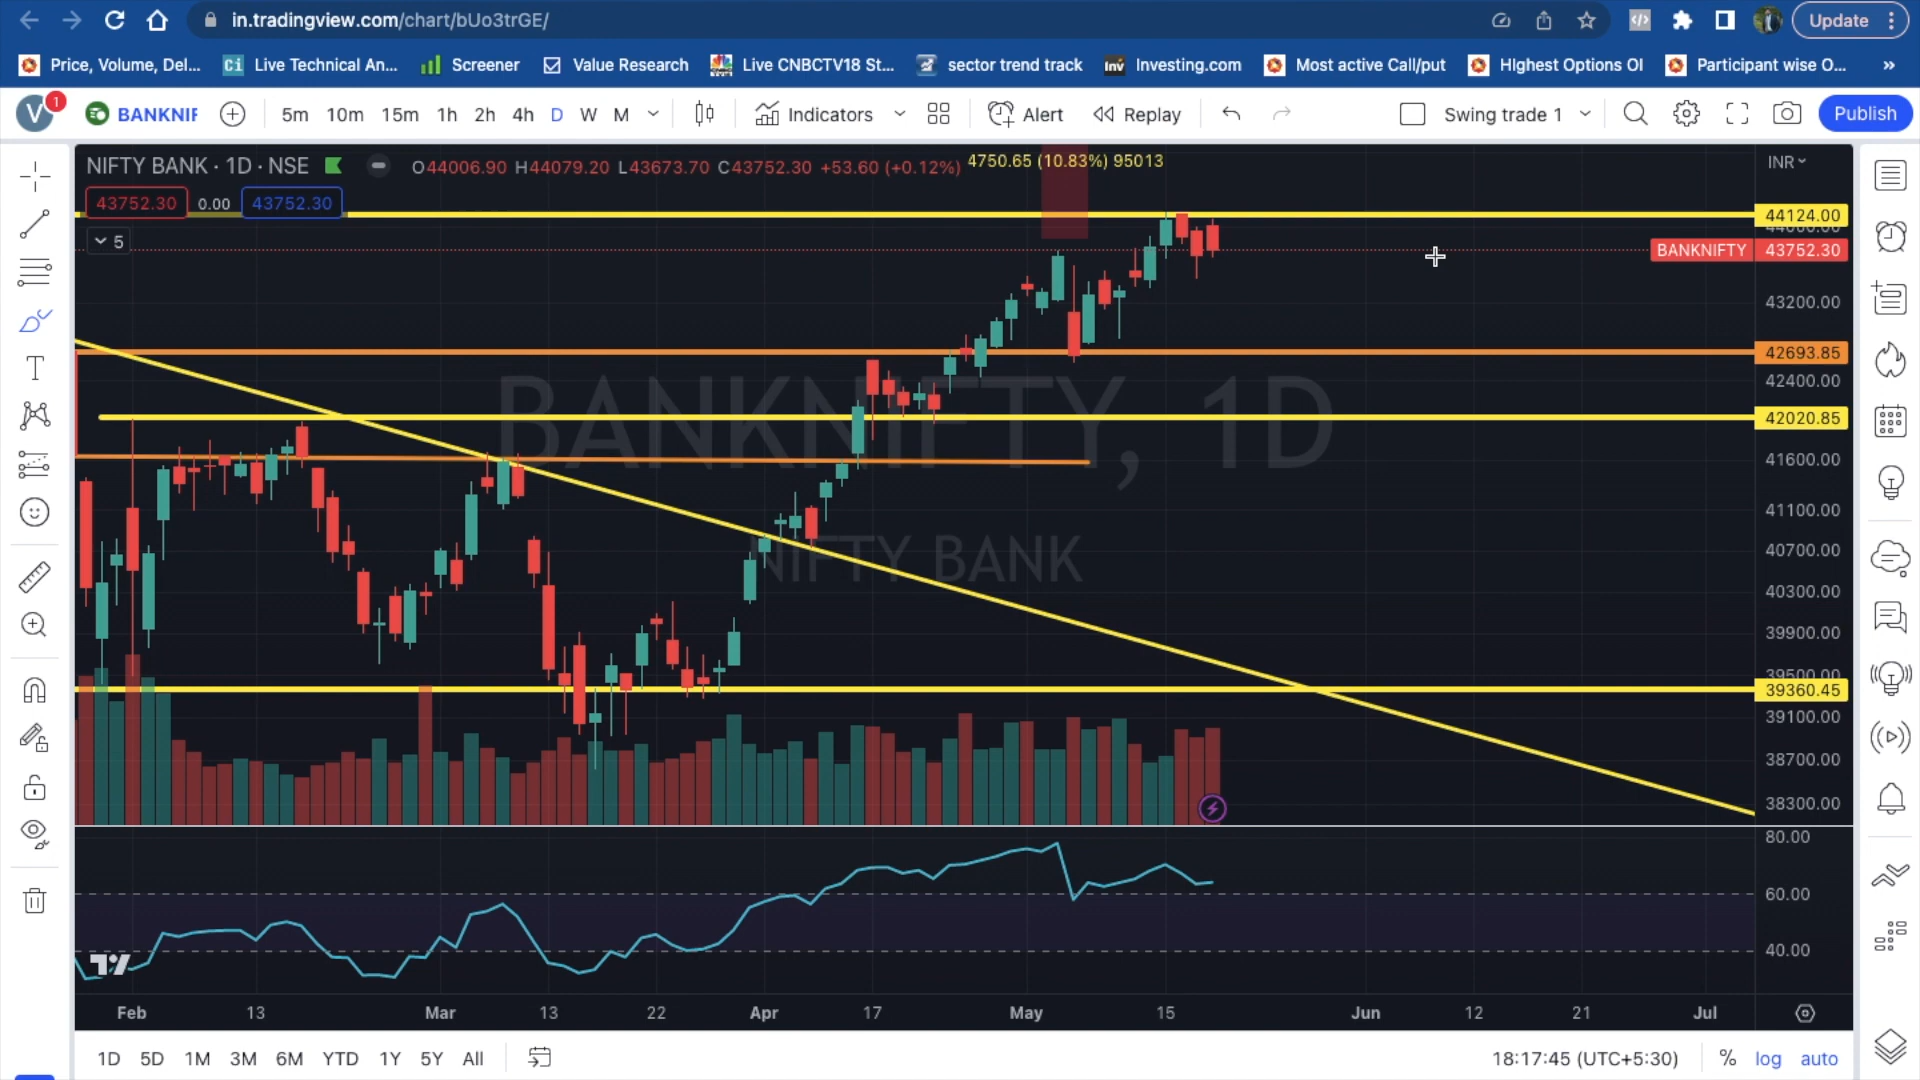 in.tradingview.com/chart/bUo3trGE/
Update
Price, Volume, Del...
Ci Live Technical An...
Screener
Value Research
Live CNBCTV18 St...
sector trend track
Inv Investing.com
Most active Call/put
HIghest Options OI
Participant wise O...
»
V 1 BANKNIF
5m 10m 15m 1h 2h 4h D W M
Indicators
Alert
Replay
Swing trade 1
Publish
NIFTY BANK · 1D · NSE
O44006.90 H44079.20 L43673.70 C43752.30 +53.60 (+0.12%)
4750.65 (10.83%) 95013
INR
43752.30 0.00 43752.30
5
44124.00
44000.00
BANKNIFTY 43752.30
43200.00
42693.85
42400.00
42020.85
41600.00
41100.00
40700.00
40300.00
39900.00
39500.00
39360.45
39100.00
38700.00
38300.00
BANKNIFTY, 1D
NIFTY BANK
80.00
60.00
40.00
Feb 13 Mar 13 22 Apr 17 May 15 Jun 12 21 Jul
1D 5D 1M 3M 6M YTD 1Y 5Y All
18:17:45 (UTC+5:30) % log auto